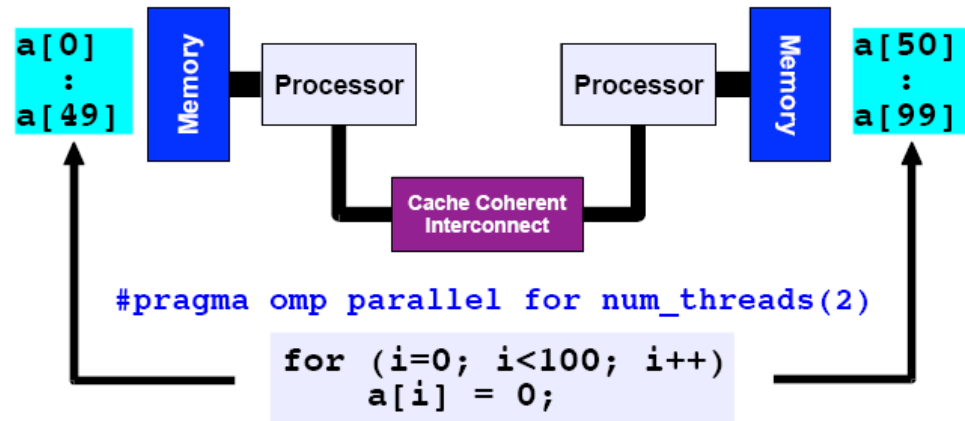 a[0]
:
a[49]
Memory
Processor
Processor
Memory
a[50]
:
a[99]
Cache Coherent
Interconnect
#pragma omp parallel for num_threads(2)
for (i=0; i<100; i++)
a[i] = 0;